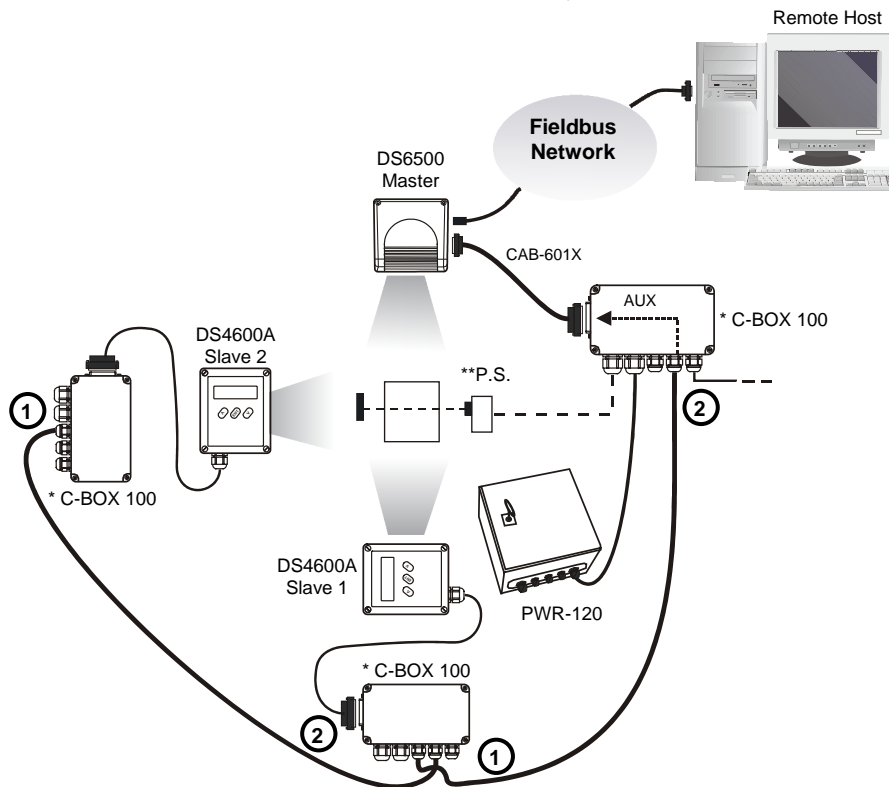 Remote Host
Fieldbus
Network
DS6500
Master
CAB-601X
AUX
* C-BOX 100
DS4600A
Slave 2
**P.S.
1
2
* C-BOX 100
DS4600A
Slave 1
PWR-120
* C-BOX 100
2
1